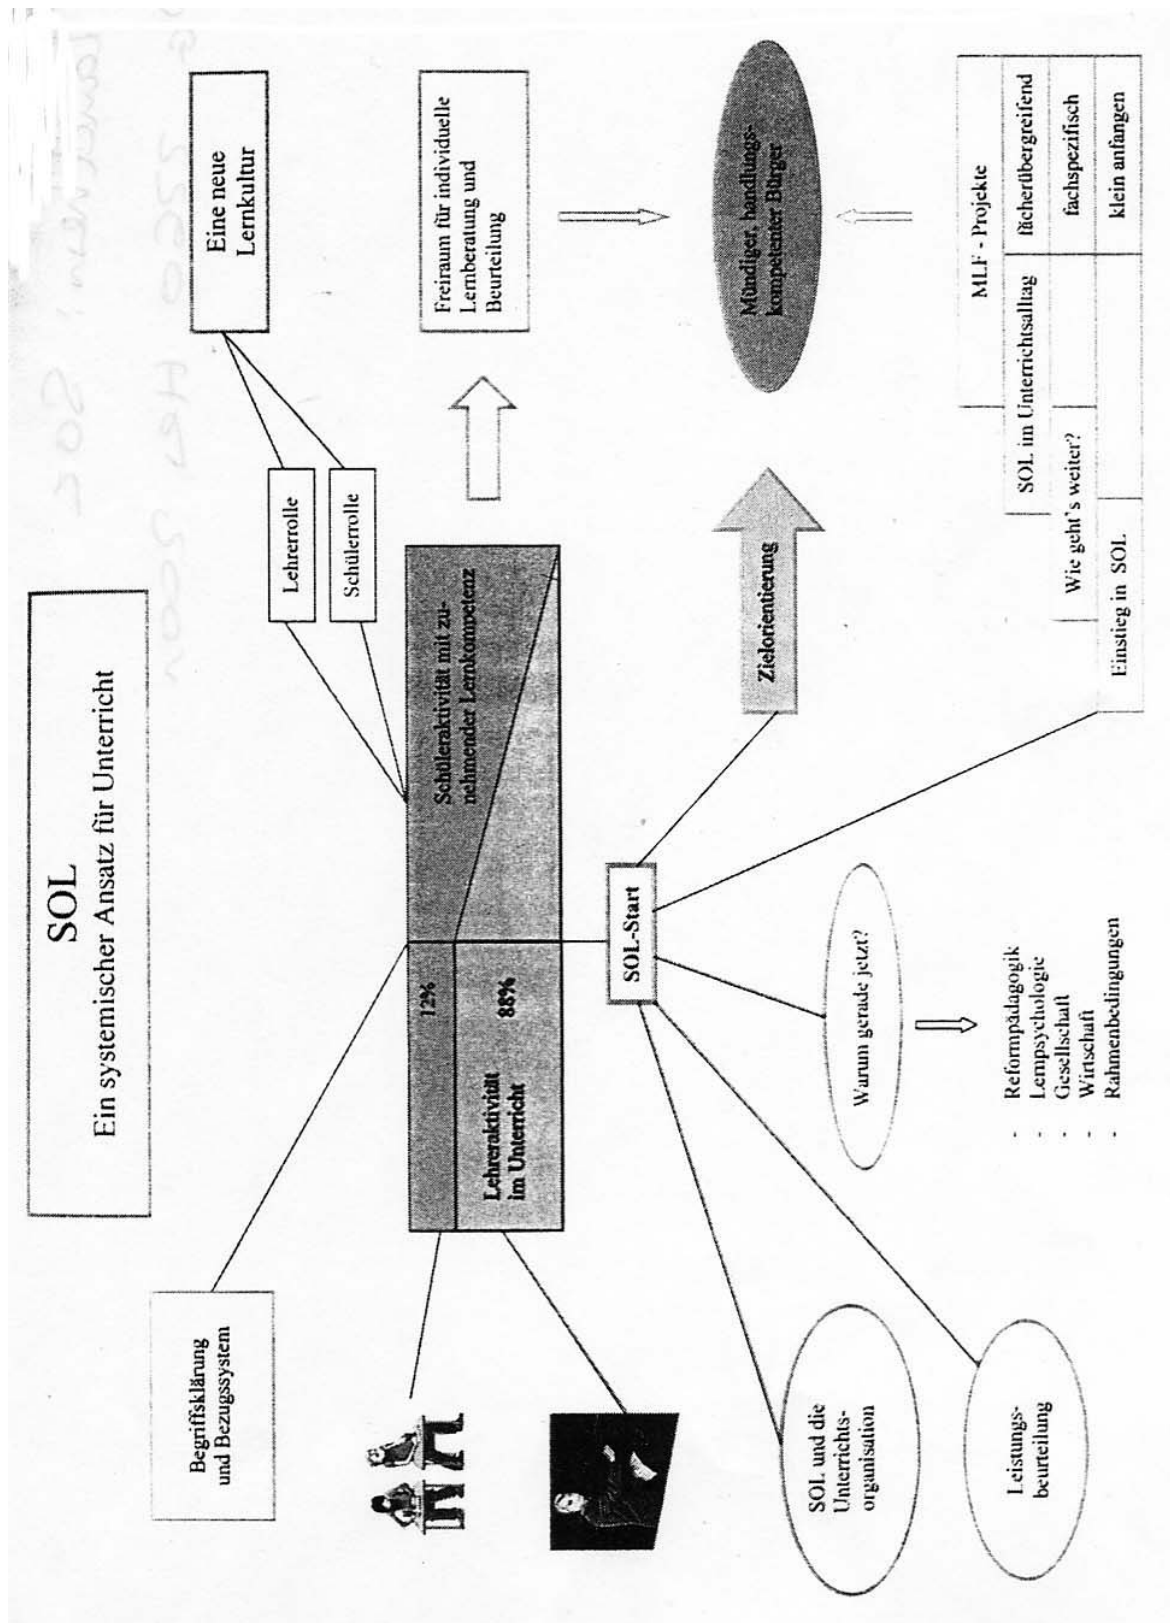 SOL
Ein systemischer Ansatz für Unterricht
Begriffsklärung
und Bezugssystem
Lehrerrolle
Schülerrolle
Eine neue
Lernkultur
12%
Lehreraktivität
im Unterricht
88%
Schüleraktivität mit zu-
nehmender Lernkompetenz
Freiraum für individuelle
Lernberatung und
Beurteilung
SOL-Start
Zielorientierung
Mündiger, handlungs-
kompetenter Bürger
SOL und die
Unterrichts-
organisation
Leistungs-
beurteilung
Warum gerade jetzt?
- Reformpädagogik
- Lernpsychologie
- Gesellschaft
- Wirtschaft
- Rahmenbedingungen
MLF - Projekte
SOL im Unterrichtsalltag
fächerübergreifend
Wie geht`s weiter?
fachspezifisch
Einstieg in SOL
klein anfangen